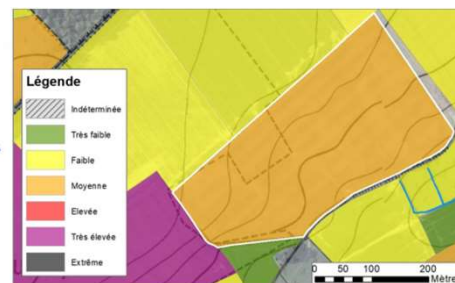 Légende
Indéterminée
Très faible
Faible
Moyenne
Elevée
Très élevée
Extrême
0 50 100 200
Mètre